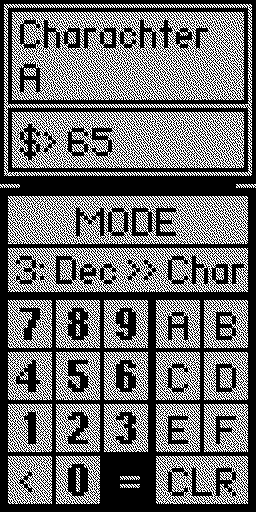 Charachter
A
$> 65
MODE
3: Dec >> Char
7 8 9 A B
4 5 6 C D
1 2 3 E F
< 0 = CLR